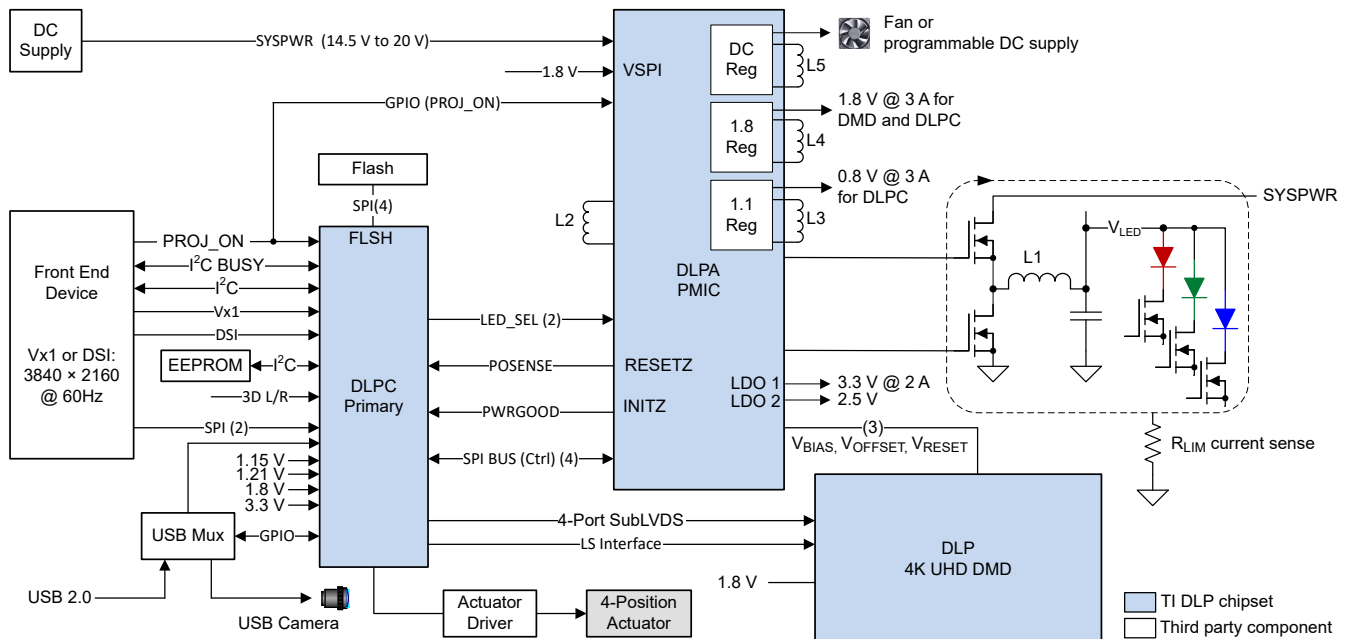 DC
Supply
SYSPWR (14.5 V to 20 V)
1.8 V
VSPI
GPIO (PROJ_ON)
DC
Reg
L5
Fan or
programmable DC supply
1.8
Reg
L4
1.8 V @ 3 A for
DMD and DLPC
1.1
Reg
L3
0.8 V @ 3 A
for DLPC
L2
DLPA
PMIC
Flash
SPI(4)
FLSH
Front End
Device
Vx1 or DSI:
3840 × 2160
@ 60Hz
PROJ_ON
I²C BUSY
I²C
Vx1
DSI
EEPROM
I²C
3D L/R
SPI (2)
1.15 V
1.21 V
1.8 V
3.3 V
DLPC
Primary
LED_SEL (2)
POSENSE
RESETZ
PWRGOOD
INITZ
SPI BUS (Ctrl) (4)
LDO 1
3.3 V @ 2 A
LDO 2
2.5 V
(3)
VBIAS, VOFFSET, VRESET
SYSPWR
L1
VLED
RLIM current sense
USB Mux
GPIO
USB 2.0
USB Camera
4-Port SubLVDS
LS Interface
DLP
4K UHD DMD
1.8 V
Actuator
Driver
4-Position
Actuator
TI DLP chipset
Third party component